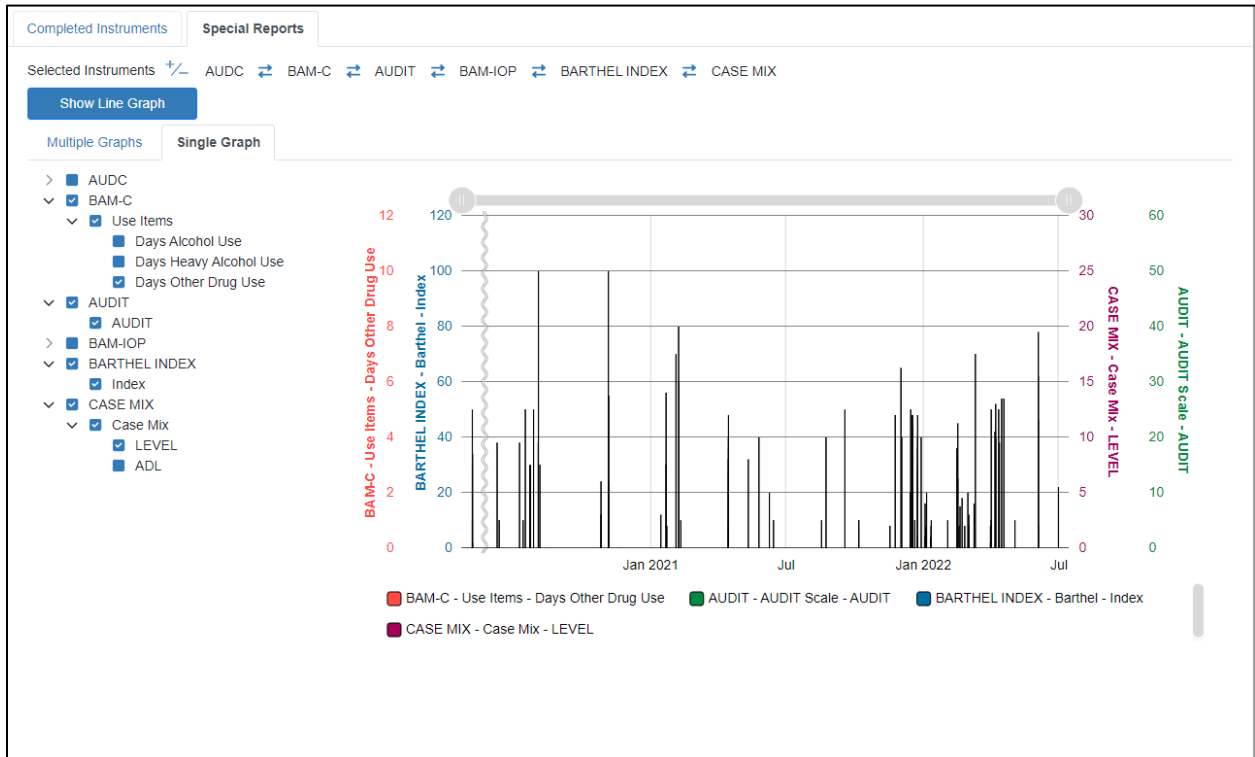 Completed Instruments Special Reports
Selected Instruments +/- AUDC ⇄ BAM-C ⇄ AUDIT ⇄ BAM-IOP ⇄ BARTHEL INDEX ⇄ CASE MIX
Show Line Graph
Multiple Graphs Single Graph
AUDC
BAM-C
Use Items
Days Alcohol Use
Days Heavy Alcohol Use
Days Other Drug Use
AUDIT
AUDIT
BAM-IOP
BARTHEL INDEX
Index
CASE MIX
Case Mix
LEVEL
ADL
BAM-C - Use Items - Days Other Drug Use
BARTHEL INDEX - Barthel - Index
CASE MIX - Case Mix - LEVEL
AUDIT - AUDIT Scale - AUDIT
12 120 30 60
10 100 25 50
8 80 20 40
6 60 15 30
4 40 10 20
2 20 5 10
0 0 0 0
Jan 2021 Jul Jan 2022 Jul
BAM-C - Use Items - Days Other Drug Use AUDIT - AUDIT Scale - AUDIT BARTHEL INDEX - Barthel - Index
CASE MIX - Case Mix - LEVEL